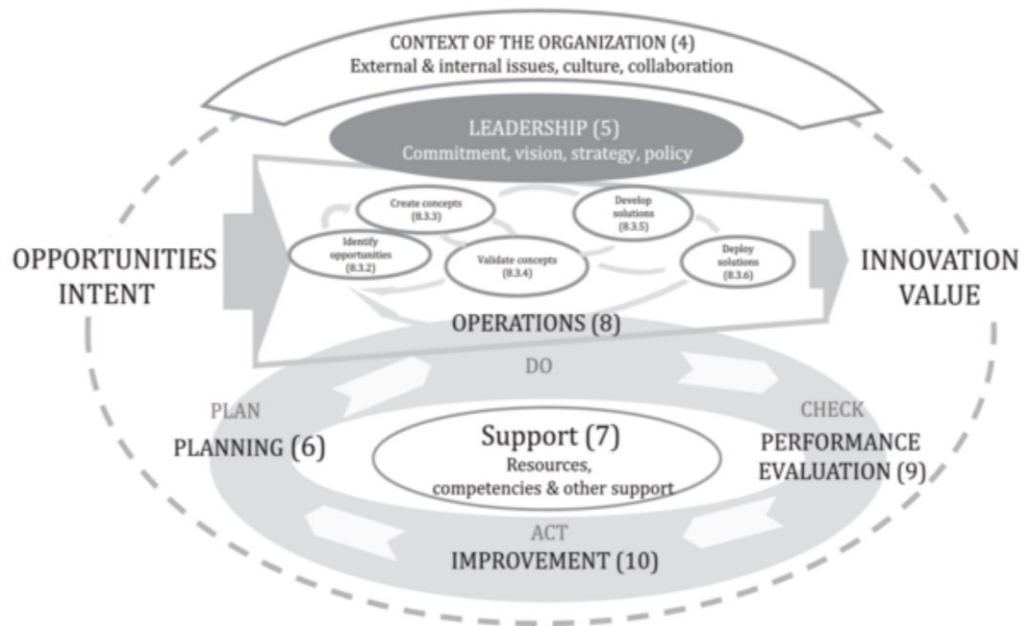 CONTEXT OF THE ORGANIZATION (4)
External & internal issues, culture, collaboration
LEADERSHIP (5)
Commitment, vision, strategy, policy
OPPORTUNITIES
INTENT
Create concepts
(8.3.3)
Identify
opportunities
(8.3.2)
Validate concepts
(8.3.4)
Develop
solutions
(8.3.5)
Deploy
solutions
(8.3.6)
INNOVATION
VALUE
OPERATIONS (8)
DO
PLAN
PLANNING (6)
Support (7)
Resources,
competencies & other support
CHECK
PERFORMANCE
EVALUATION (9)
ACT
IMPROVEMENT (10)